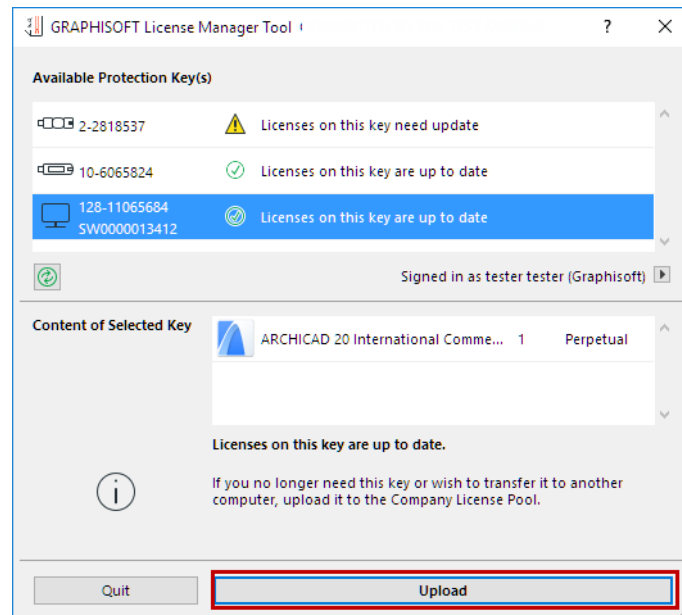 GRAPHISOFT License Manager Tool
?
Available Protection Key(s)
2-2818537 Licenses on this key need update
10-6065824 Licenses on this key are up to date
128-11065684
SW0000013412
Licenses on this key are up to date
Signed in as tester tester (Graphisoft)
Content of Selected Key
ARCHICAD 20 International Comme... 1 Perpetual
Licenses on this key are up to date.
If you no longer need this key or wish to transfer it to another
computer, upload it to the Company License Pool.
Quit
Upload